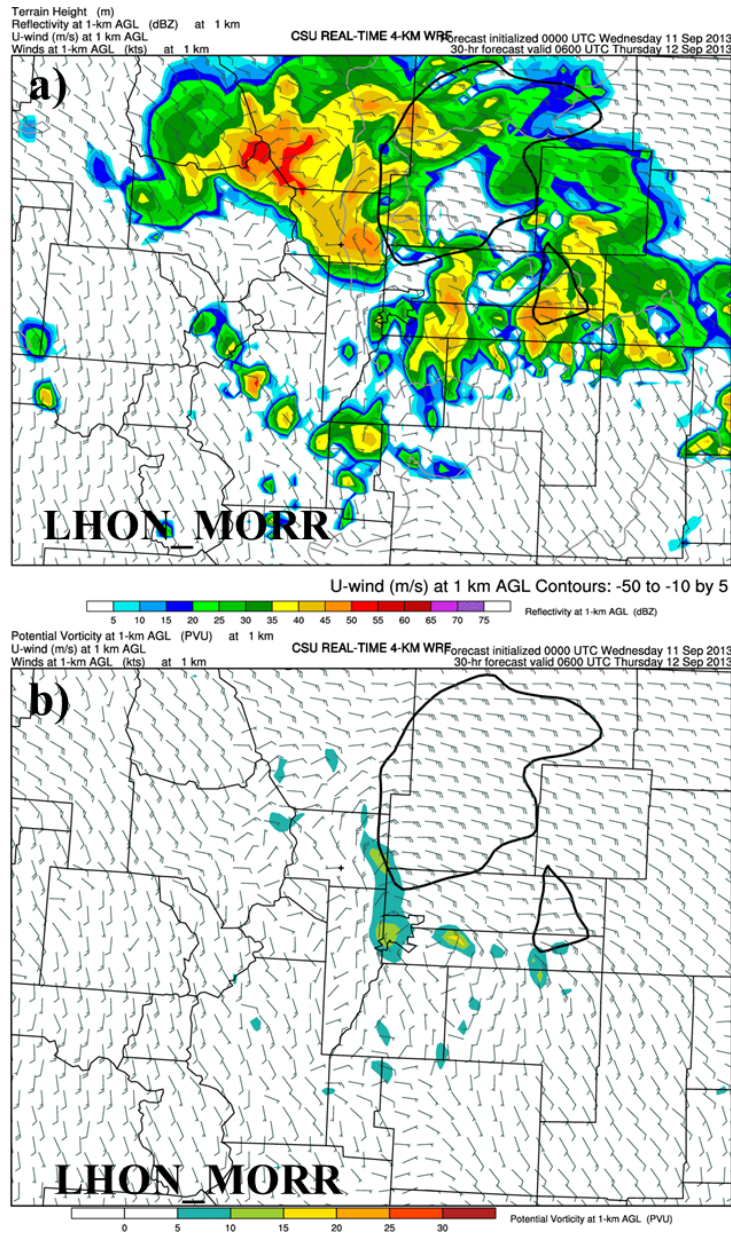 Terrain Height (m)
Reflectivity at 1-km AGL (dBZ) at 1 km
U-wind (m/s) at 1 km AGL
Winds at 1-km AGL (kts) at 1 km
CSU REAL-TIME 4-KM WRF
Forecast initialized 0000 UTC Wednesday 11 Sep 2013
30-hr forecast valid 0600 UTC Thursday 12 Sep 2013
a)
LHON_MORR
U-wind (m/s) at 1 km AGL Contours: -50 to -10 by 5
5 10 15 20 25 30 35 40 45 50 55 60 65 70 75
Reflectivity at 1-km AGL (dBZ)
Potential Vorticity at 1-km AGL (PVU) at 1 km
U-wind (m/s) at 1 km AGL
Winds at 1-km AGL (kts) at 1 km
CSU REAL-TIME 4-KM WRF
Forecast initialized 0000 UTC Wednesday 11 Sep 2013
30-hr forecast valid 0600 UTC Thursday 12 Sep 2013
b)
LHON_MORR
0 5 10 15 20 25 30
Potential Vorticity at 1-km AGL (PVU)